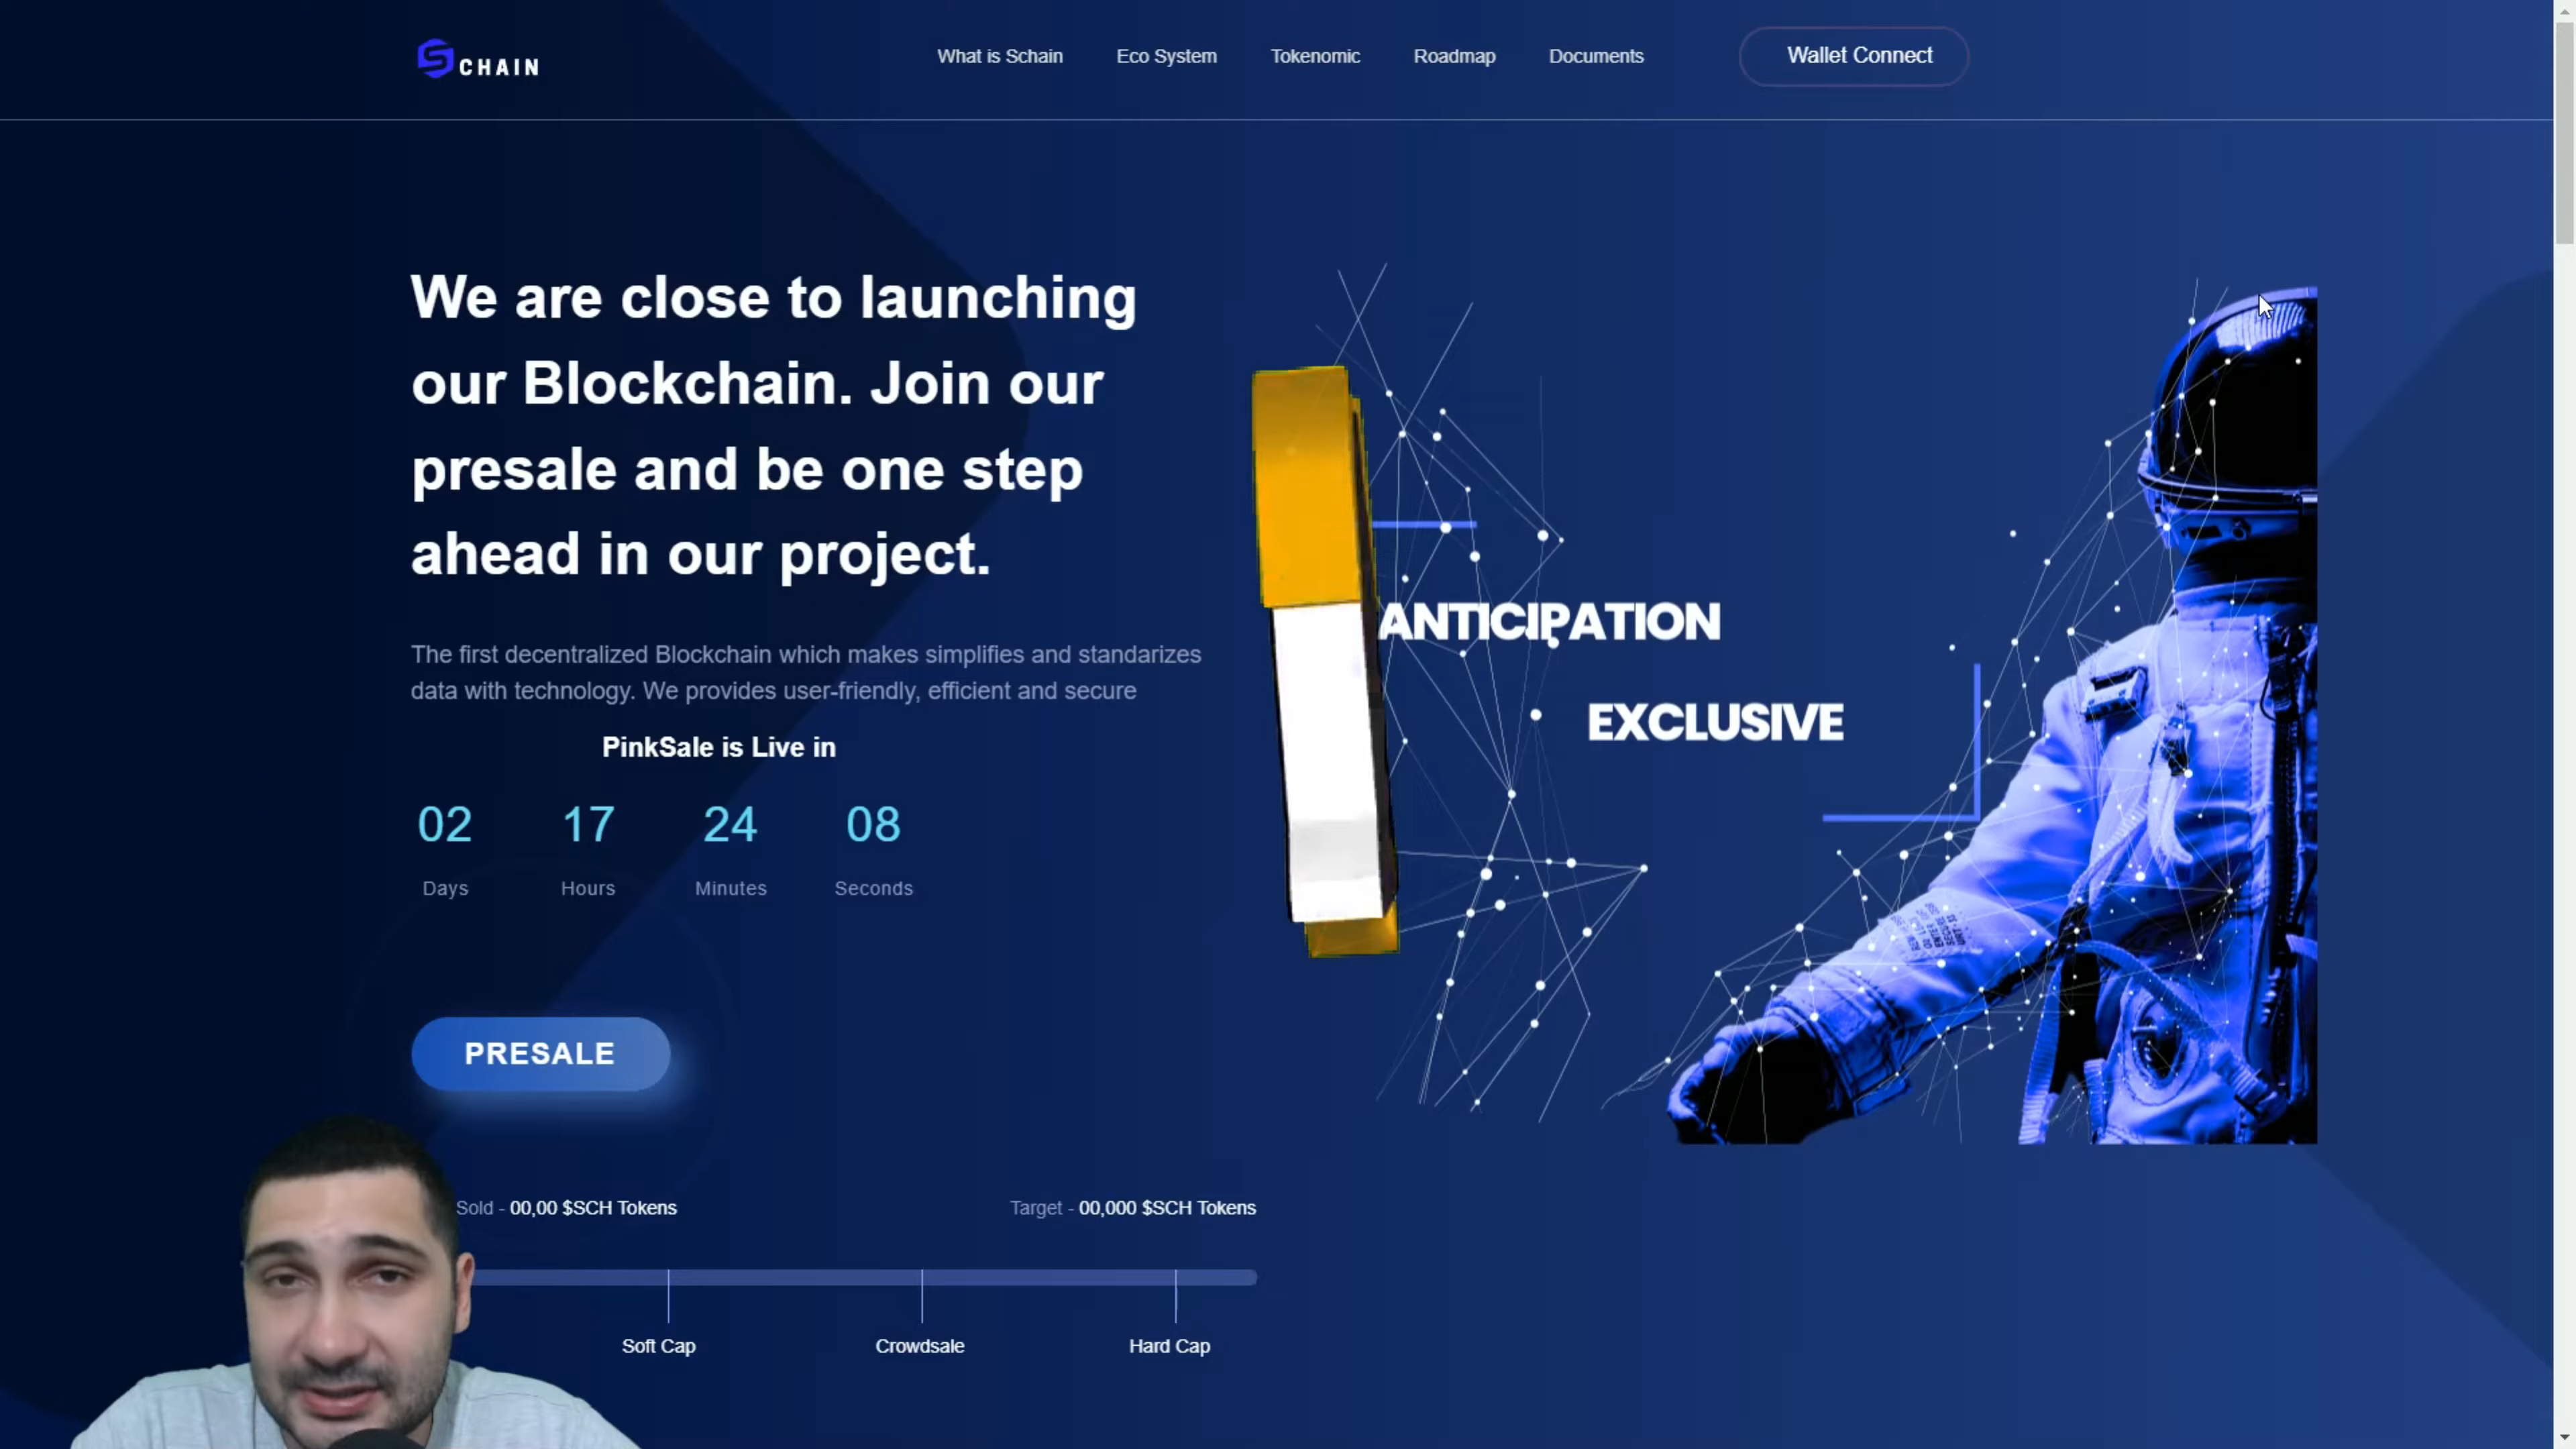 S CHAIN
What is Schain Eco System Tokenomic Roadmap Documents Wallet Connect
We are close to launching
our Blockchain. Join our
presale and be one step
ahead in our project.
The first decentralized Blockchain which makes simplifies and standarizes
data with technology. We provides user-friendly, efficient and secure
PinkSale is Live in
02 17 24 08
Days Hours Minutes Seconds
PRESALE
ANTICIPATION
EXCLUSIVE
Sold - 00,00 $SCH Tokens Target - 00,000 $SCH Tokens
Soft Cap Crowdsale Hard Cap